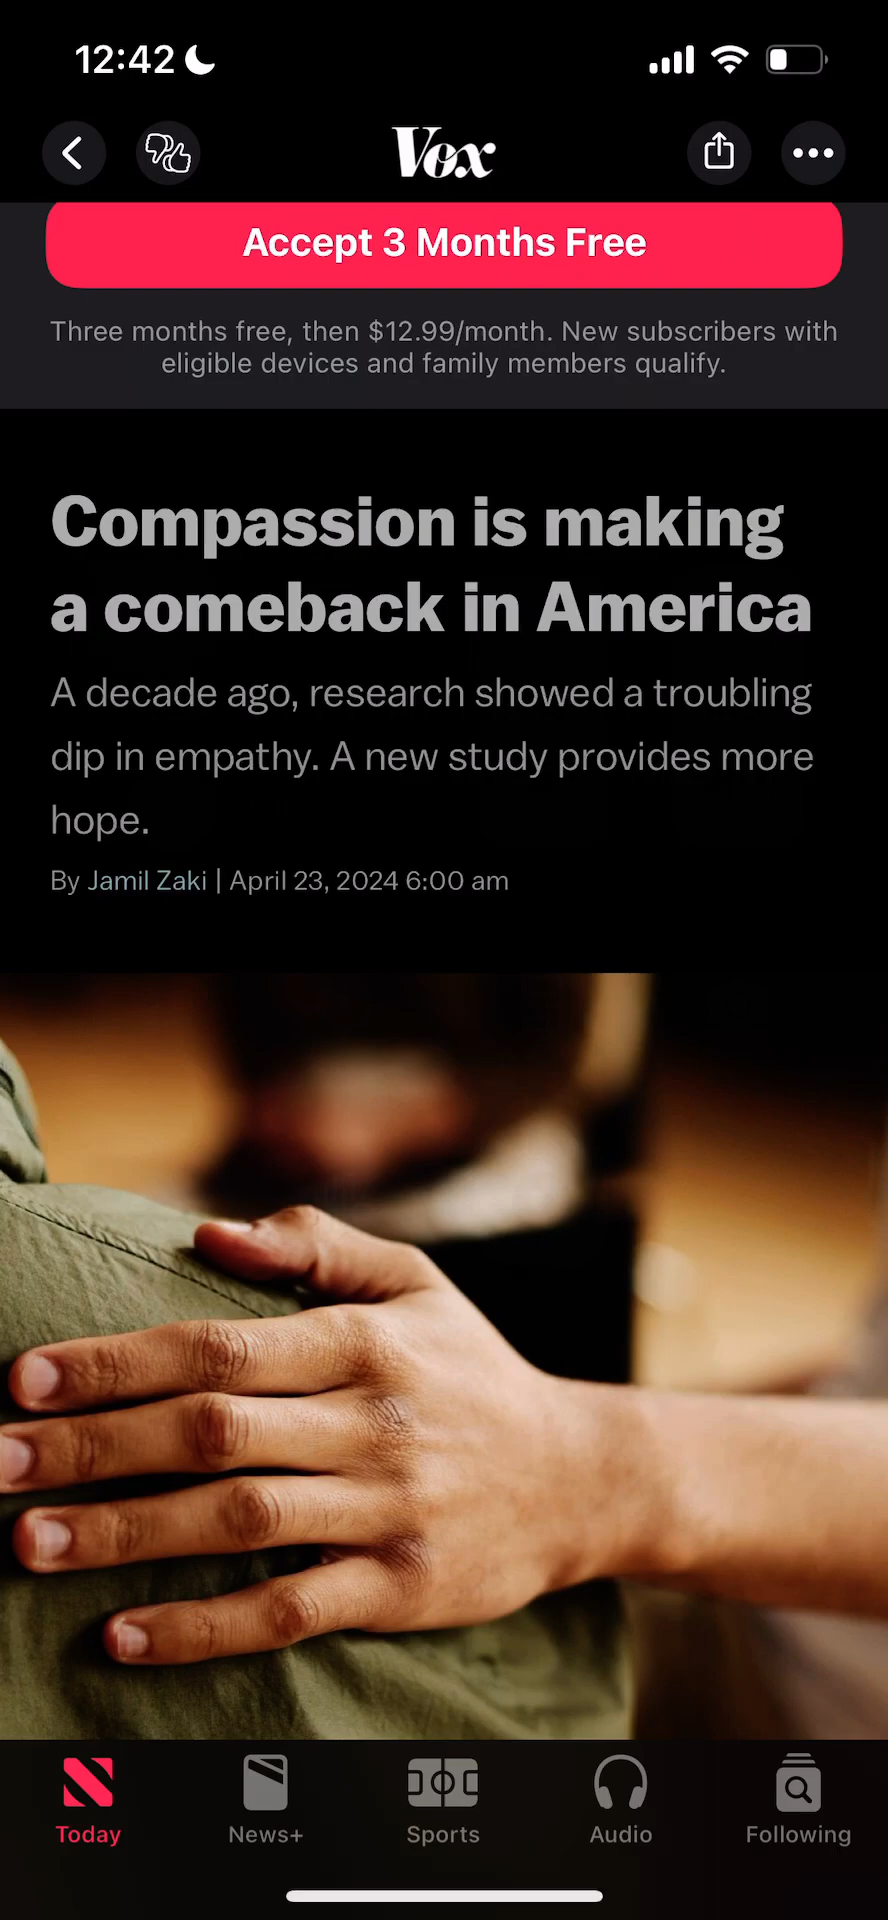 12:42
Vox
Accept 3 Months Free
Three months free, then $12.99/month. New subscribers with
eligible devices and family members qualify.
Compassion is making
a comeback in America
A decade ago, research showed a troubling
dip in empathy. A new study provides more
hope.
By Jamil Zaki | April 23, 2024 6:00 am
Today
News+
Sports
Audio
Following